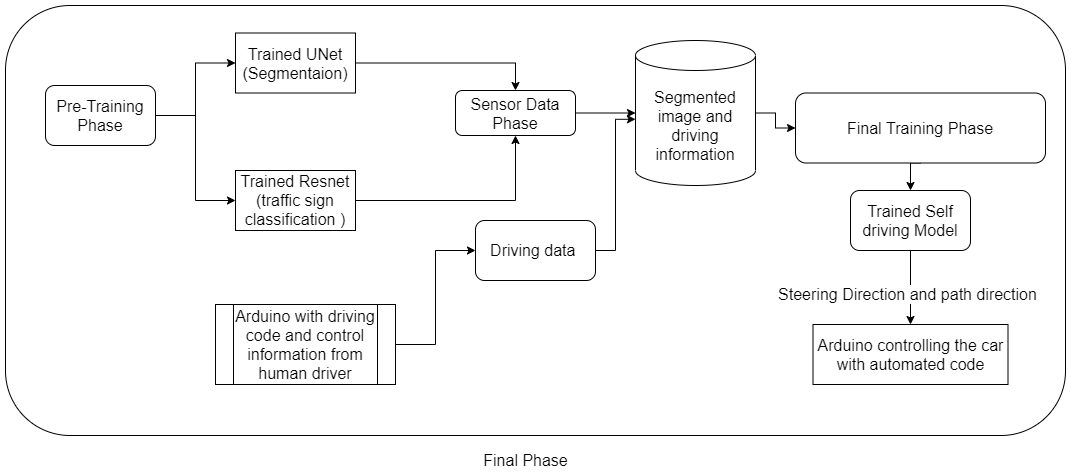 Pre-Training
Phase
Trained UNet
(Segmentaion)
Trained Resnet
(traffic sign
classification )
Sensor Data
Phase
Driving data
Arduino with driving
code and control
information from
human driver
Segmented
image and
driving
information
Final Training Phase
Trained Self
driving Model
Steering Direction and path direction
Arduino controlling the car
with automated code
Final Phase